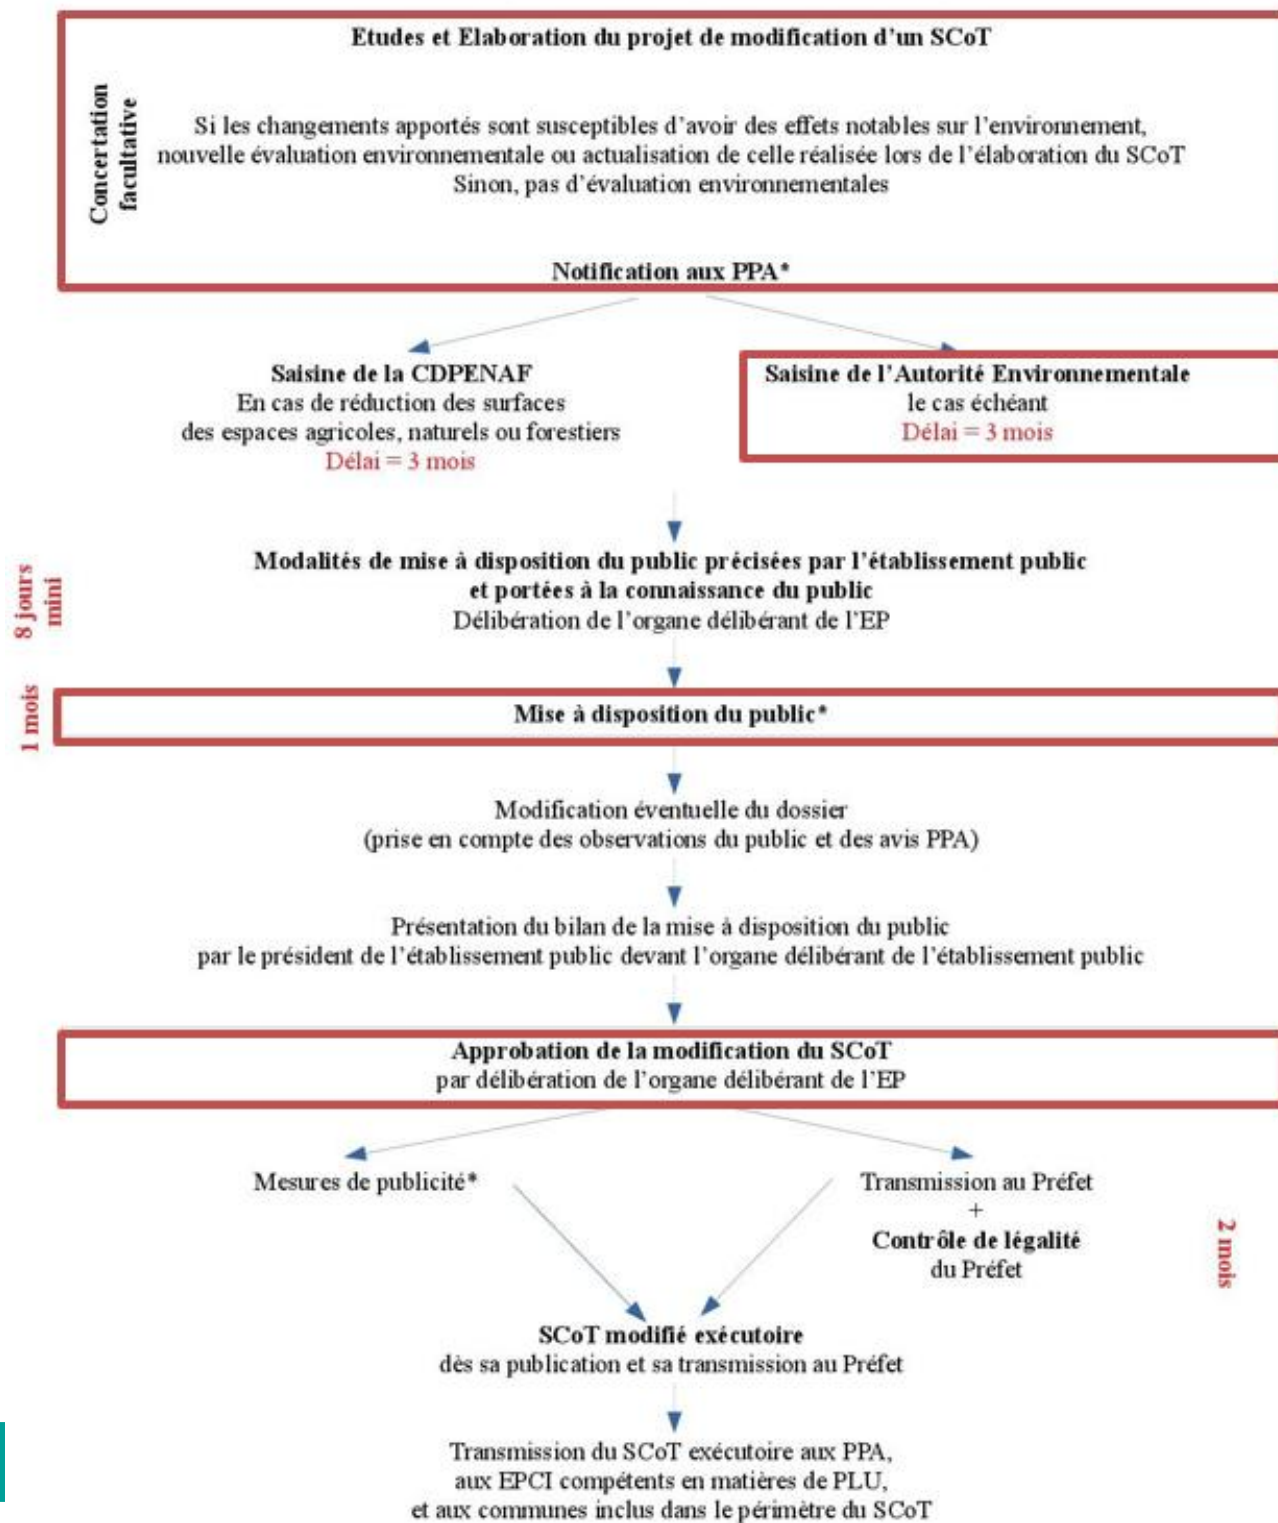 Etudes et Elaboration du projet de modification d'un SCoT
Concertation
facultative
Si les changements apportés sont susceptibles d'avoir des effets notables sur l'environnement,
nouvelle évaluation environnementale ou actualisation de celle réalisée lors de l'élaboration du SCoT
Sinon, pas d'évaluation environnementales
Notification aux PPA*
Saisine de la CDPENAF
En cas de réduction des surfaces
des espaces agricoles, naturels ou forestiers
Délai = 3 mois
Saisine de l'Autorité Environnementale
le cas échéant
Délai = 3 mois
8 jours
mini
Modalités de mise à disposition du public précisées par l'établissement public
et portées à la connaissance du public
Délibération de l'organe délibérant de l'EP
1 mois
Mise à disposition du public*
Modification éventuelle du dossier
(prise en compte des observations du public et des avis PPA)
Présentation du bilan de la mise à disposition du public
par le président de l'établissement public devant l'organe délibérant de l'établissement public
Approbation de la modification du SCoT
par délibération de l'organe délibérant de l'EP
Mesures de publicité*
Transmission au Préfet
+
Contrôle de légalité
du Préfet
2 mois
SCoT modifié exécutoire
dès sa publication et sa transmission au Préfet
Transmission du SCoT exécutoire aux PPA,
aux EPCI compétents en matières de PLU,
et aux communes inclus dans le périmètre du SCoT